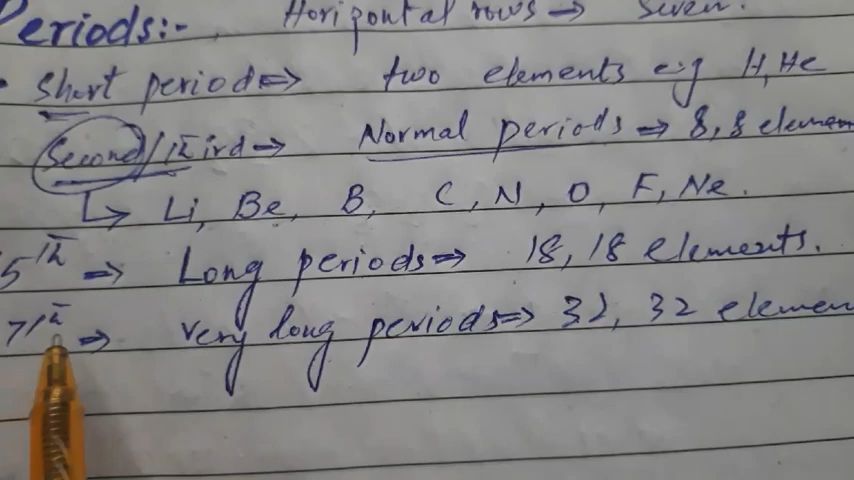 Periods:- Horizontal rows → Seven.
• Short period ⇒ two elements e.g H, He
Second/Third → Normal periods ⇒ 8, 8 elemen
↳ Li, Be, B, C, N, O, F, Ne.
5th ⇒ Long periods ⇒ 18, 18 elements.
7th ⇒ very long periods ⇒ 32, 32 elemen